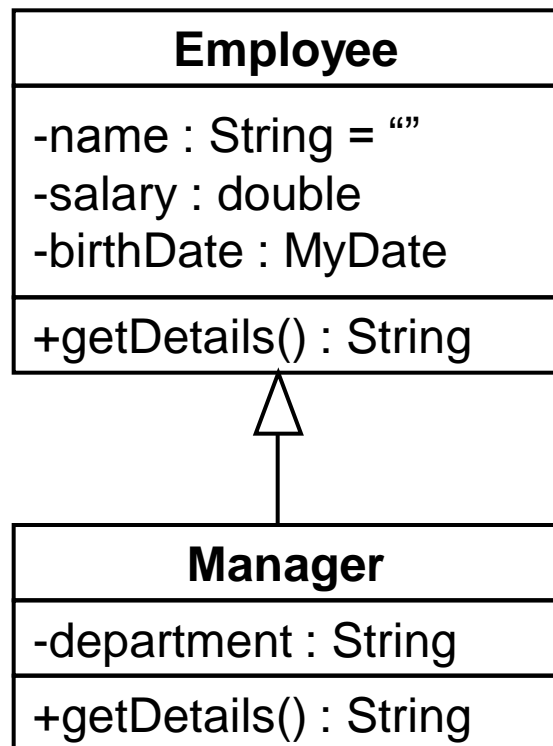 Employee
-name : String = “”
-salary : double
-birthDate : MyDate
+getDetails() : String
Manager
-department : String
+getDetails() : String